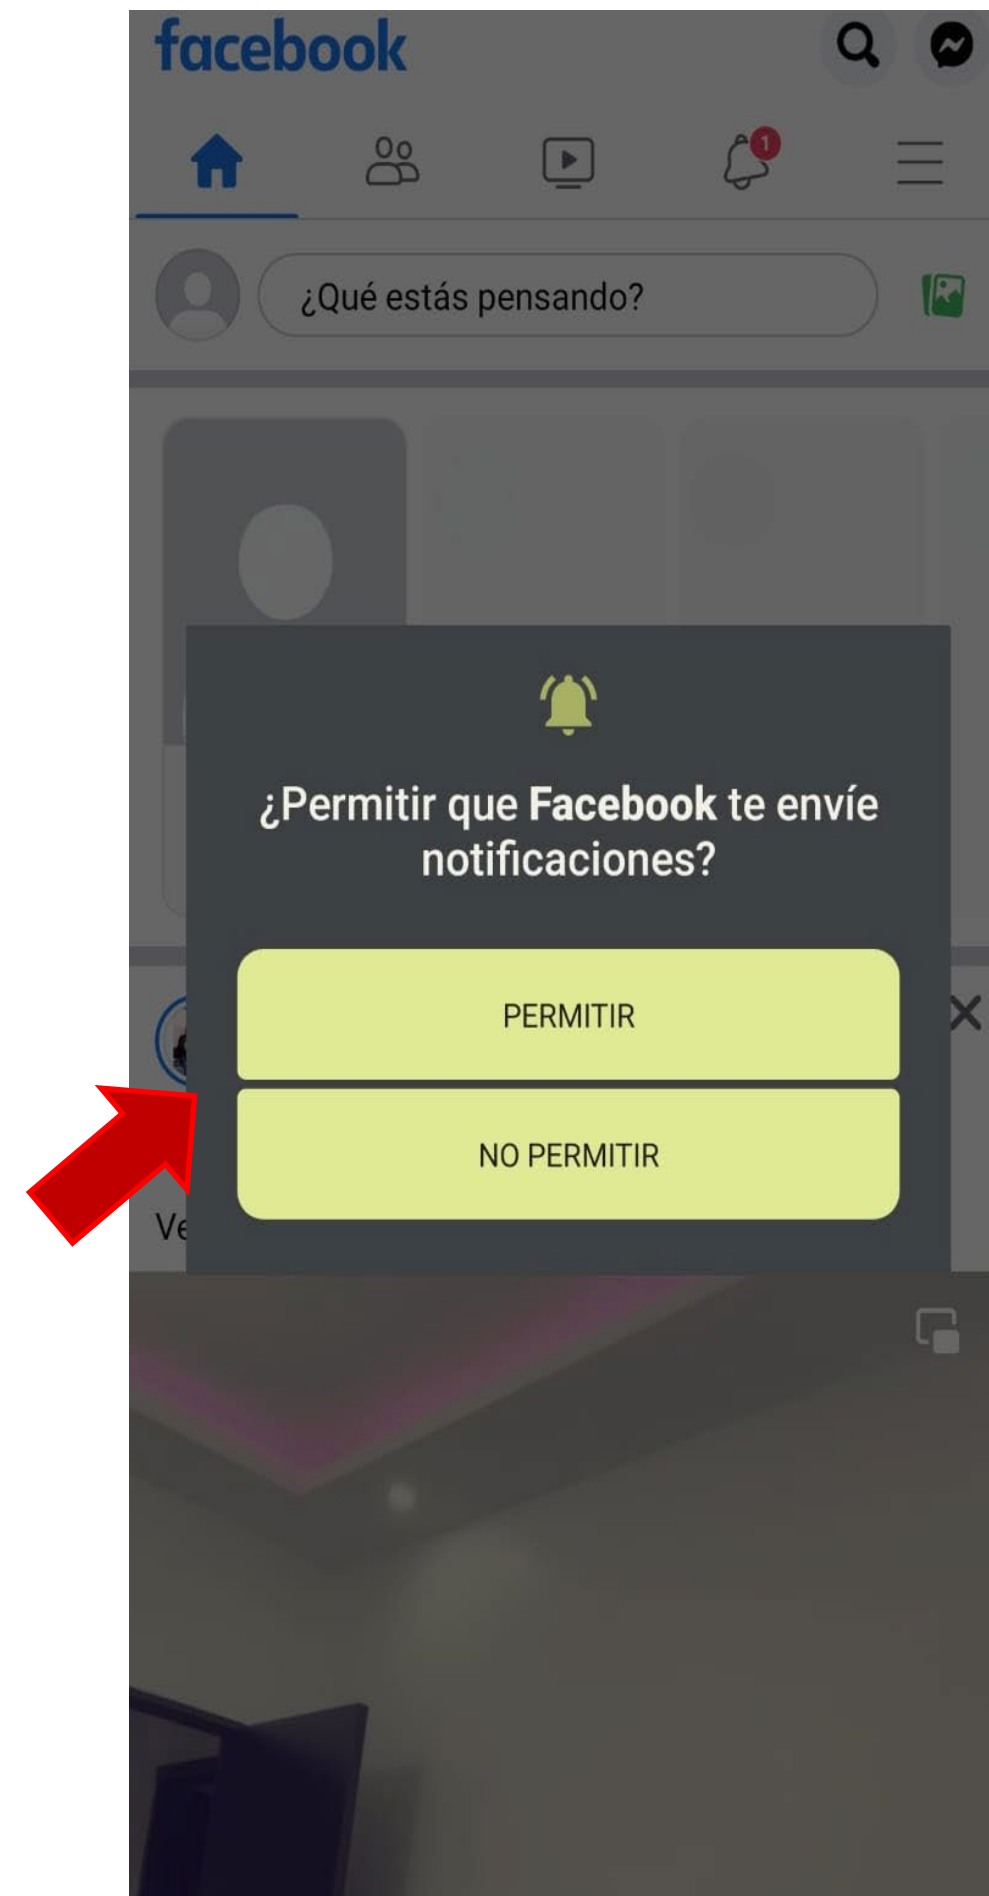 facebook
1
¿Qué estás pensando?
¿Permitir que Facebook te envíe
notificaciones?
PERMITIR
NO PERMITIR